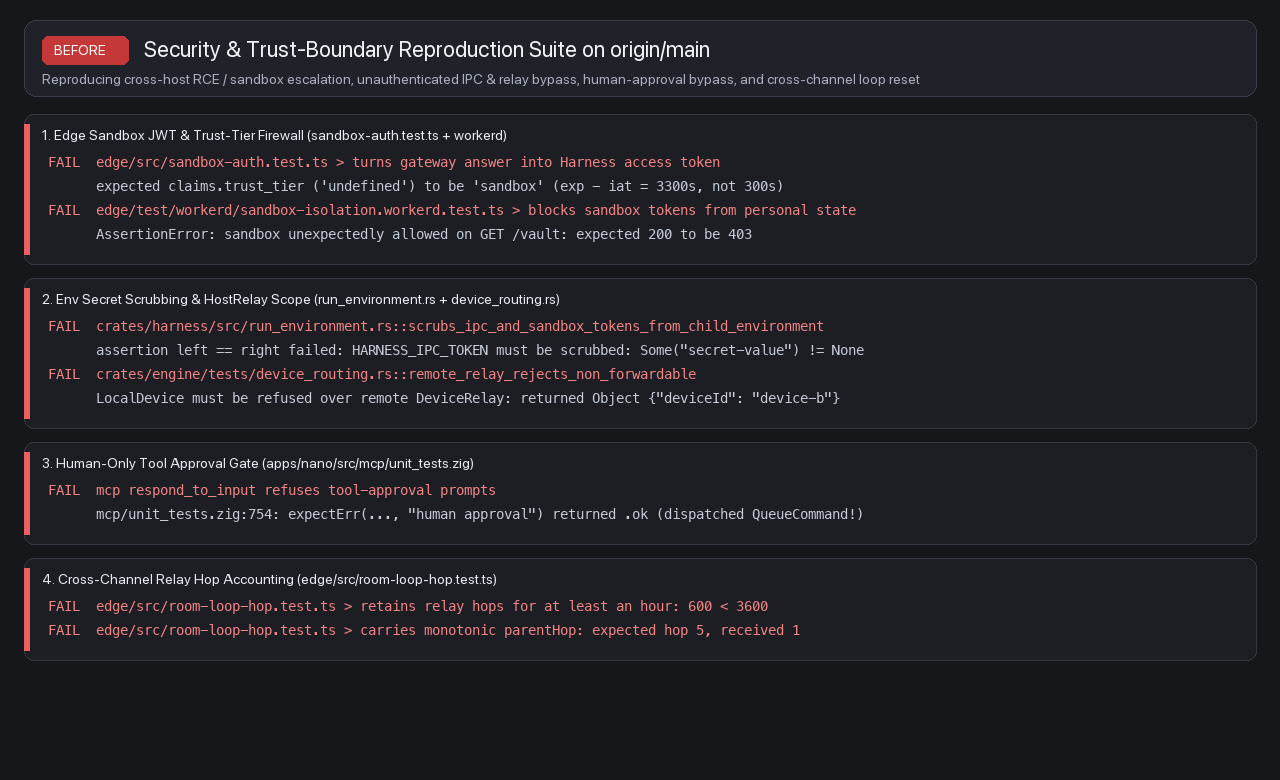 BEFORE Security & Trust-Boundary Reproduction Suite on origin/main
Reproducing cross-host RCE / sandbox escalation, unauthenticated IPC & relay bypass, human-approval bypass, and cross-channel loop reset
1. Edge Sandbox JWT & Trust-Tier Firewall (sandbox-auth.test.ts + workerd)
FAIL edge/src/sandbox-auth.test.ts > turns gateway answer into Harness access token
expected claims.trust_tier ('undefined') to be 'sandbox' (exp - iat = 3300s, not 300s)
FAIL edge/test/workerd/sandbox-isolation.workerd.test.ts > blocks sandbox tokens from personal state
AssertionError: sandbox unexpectedly allowed on GET /vault: expected 200 to be 403
2. Env Secret Scrubbing & HostRelay Scope (run_environment.rs + device_routing.rs)
FAIL crates/harness/src/run_environment.rs::scrubs_ipc_and_sandbox_tokens_from_child_environment
assertion left == right failed: HARNESS_IPC_TOKEN must be scrubbed: Some("secret-value") != None
FAIL crates/engine/tests/device_routing.rs::remote_relay_rejects_non_forwardable
LocalDevice must be refused over remote DeviceRelay: returned Object {"deviceId": "device-b"}
3. Human-Only Tool Approval Gate (apps/nano/src/mcp/unit_tests.zig)
FAIL mcp respond_to_input refuses tool-approval prompts
mcp/unit_tests.zig:754: expectErr(..., "human approval") returned .ok (dispatched QueueCommand!)
4. Cross-Channel Relay Hop Accounting (edge/src/room-loop-hop.test.ts)
FAIL edge/src/room-loop-hop.test.ts > retains relay hops for at least an hour: 600 < 3600
FAIL edge/src/room-loop-hop.test.ts > carries monotonic parentHop: expected hop 5, received 1